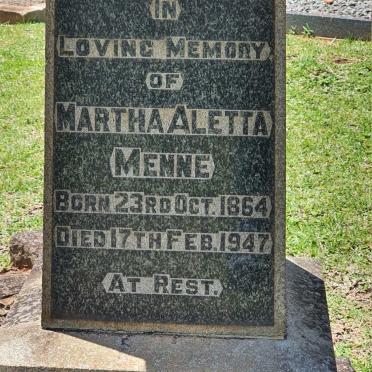 IN
LOVING MEMORY
OF
MARTHA ALETTA
MENNE
BORN 23RD OCT. 1864
DIED 17TH FEB. 1947
AT REST.